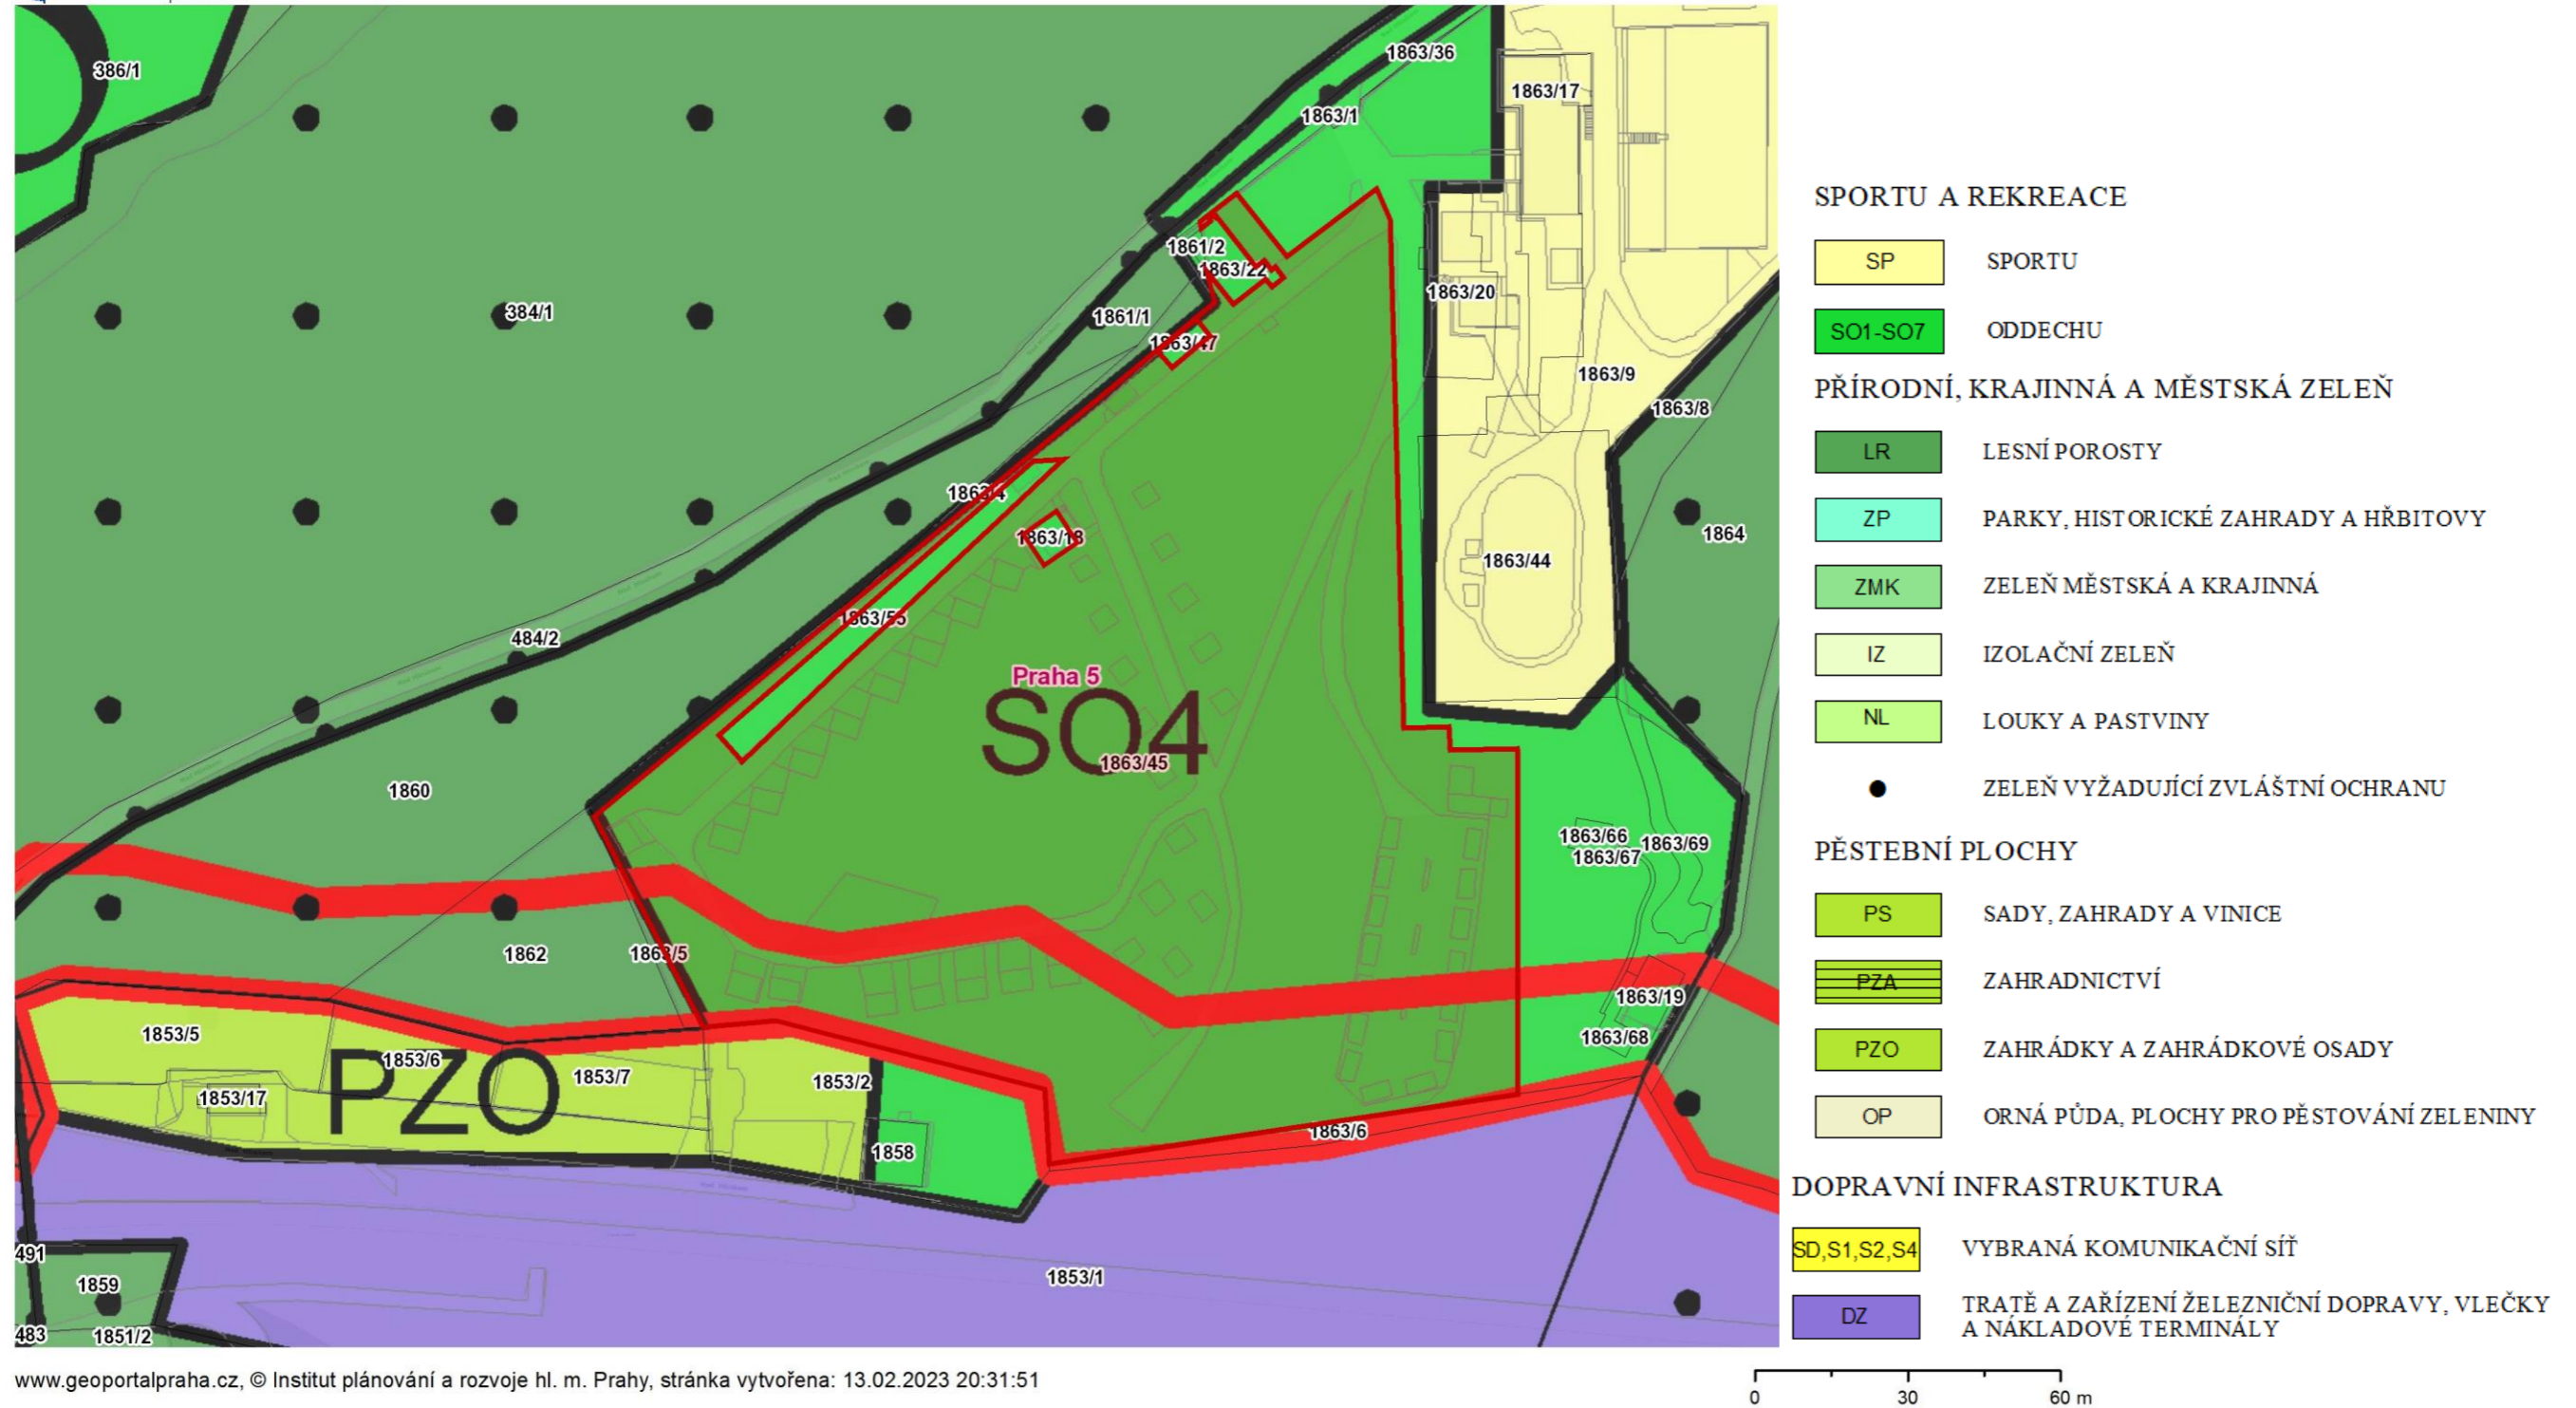 386/1
1863/36
1863/17
1863/1
1861/2
1863/22
1863/20
384/1
1861/1
1863/47
1863/9
1863/8
1863/4
1864
1863/18
1863/44
1863/55
484/2
Praha 5
SO4
1863/45
1860
1863/66
1863/69
1863/67
1862
1863/5
1863/19
1853/5
1863/68
1853/6
1853/7
1853/2
1853/17
PZO
1863/6
1858
491
1853/1
1859
483
1851/2
SPORTU A REKREACE
SP SPORTU
SO1-SO7 ODDECHU
PŘÍRODNÍ, KRAJINNÁ A MĚSTSKÁ ZELEŇ
LR LESNÍ POROSTY
ZP PARKY, HISTORICKÉ ZAHRADY A HŘBITOVY
ZMK ZELEŇ MĚSTSKÁ A KRAJINNÁ
IZ IZOLAČNÍ ZELEŇ
NL LOUKY A PASTVINY
ZELEŇ VYŽADUJÍCÍ ZVLÁŠTNÍ OCHRANU
PĚSTEBNÍ PLOCHY
PS SADY, ZAHRADY A VINICE
PZA ZAHRADNICTVÍ
PZO ZAHRÁDKY A ZAHRÁDKOVÉ OSADY
OP ORNÁ PŮDA, PLOCHY PRO PĚSTOVÁNÍ ZELENINY
DOPRAVNÍ INFRASTRUKTURA
SD,S1,S2,S4 VYBRANÁ KOMUNIKAČNÍ SÍŤ
DZ TRATĚ A ZAŘÍZENÍ ŽELEZNIČNÍ DOPRAVY, VLEČKY
A NÁKLADOVÉ TERMINÁLY
www.geoportalpraha.cz, © Institut plánování a rozvoje hl. m. Prahy, stránka vytvořena: 13.02.2023 20:31:51
0 30 60 m